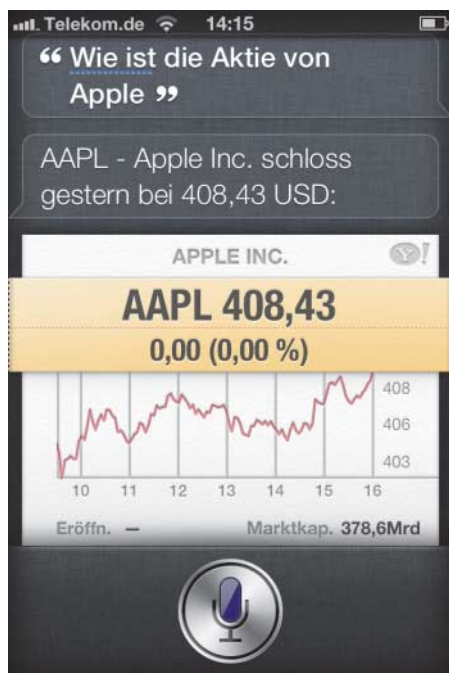 Telekom.de 14:15
“ Wie ist die Aktie von
Apple ”
AAPL - Apple Inc. schloss
gestern bei 408,43 USD:
APPLE INC. Y!
AAPL 408,43
0,00 (0,00 %)
408
406
403
10 11 12 13 14 15 16
Eröffn. – Marktkap. 378,6Mrd